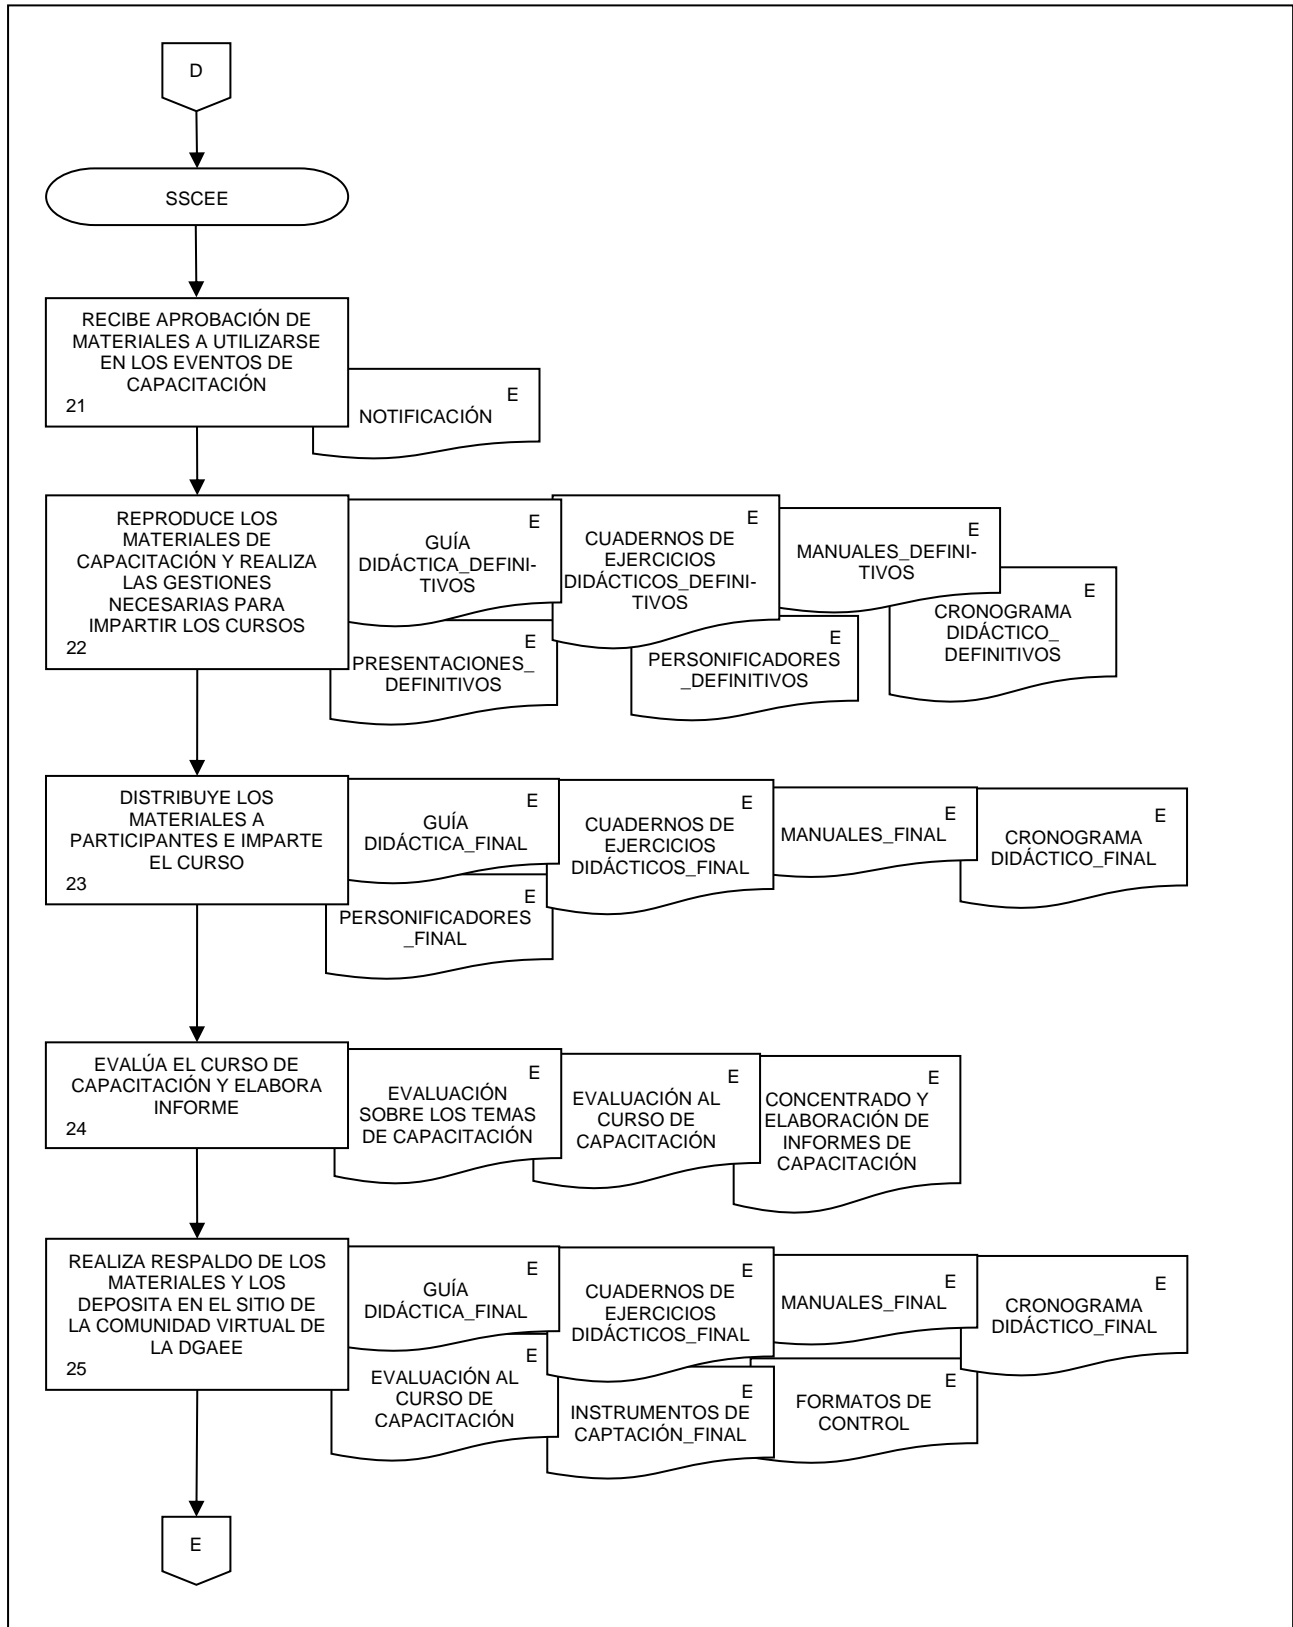 D
SSCEE
RECIBE APROBACIÓN DE
MATERIALES A UTILIZARSE
EN LOS EVENTOS DE
CAPACITACIÓN
21
E
NOTIFICACIÓN
REPRODUCE LOS
MATERIALES DE
CAPACITACIÓN Y REALIZA
LAS GESTIONES
NECESARIAS PARA
IMPARTIR LOS CURSOS
22
E
GUÍA
DIDÁCTICA_DEFINI-
TIVOS
E
CUADERNOS DE
EJERCICIOS
DIDÁCTICOS_DEFINI-
TIVOS
E
MANUALES_DEFINI-
TIVOS
E
CRONOGRAMA
DIDÁCTICO_
DEFINITIVOS
E
PRESENTACIONES_
DEFINITIVOS
E
PERSONIFICADORES
_DEFINITIVOS
DISTRIBUYE LOS
MATERIALES A
PARTICIPANTES E IMPARTE
EL CURSO
23
E
GUÍA
DIDÁCTICA_FINAL
E
CUADERNOS DE
EJERCICIOS
DIDÁCTICOS_FINAL
E
MANUALES_FINAL
E
CRONOGRAMA
DIDÁCTICO_FINAL
E
PERSONIFICADORES
_FINAL
EVALÚA EL CURSO DE
CAPACITACIÓN Y ELABORA
INFORME
24
E
EVALUACIÓN
SOBRE LOS TEMAS
DE CAPACITACIÓN
E
EVALUACIÓN AL
CURSO DE
CAPACITACIÓN
E
CONCENTRADO Y
ELABORACIÓN DE
INFORMES DE
CAPACITACIÓN
REALIZA RESPALDO DE LOS
MATERIALES Y LOS
DEPOSITA EN EL SITIO DE
LA COMUNIDAD VIRTUAL DE
LA DGAEE
25
E
GUÍA
DIDÁCTICA_FINAL
E
CUADERNOS DE
EJERCICIOS
DIDÁCTICOS_FINAL
E
MANUALES_FINAL
E
CRONOGRAMA
DIDÁCTICO_FINAL
E
EVALUACIÓN AL
CURSO DE
CAPACITACIÓN
E
INSTRUMENTOS DE
CAPTACIÓN_FINAL
E
FORMATOS DE
CONTROL
E